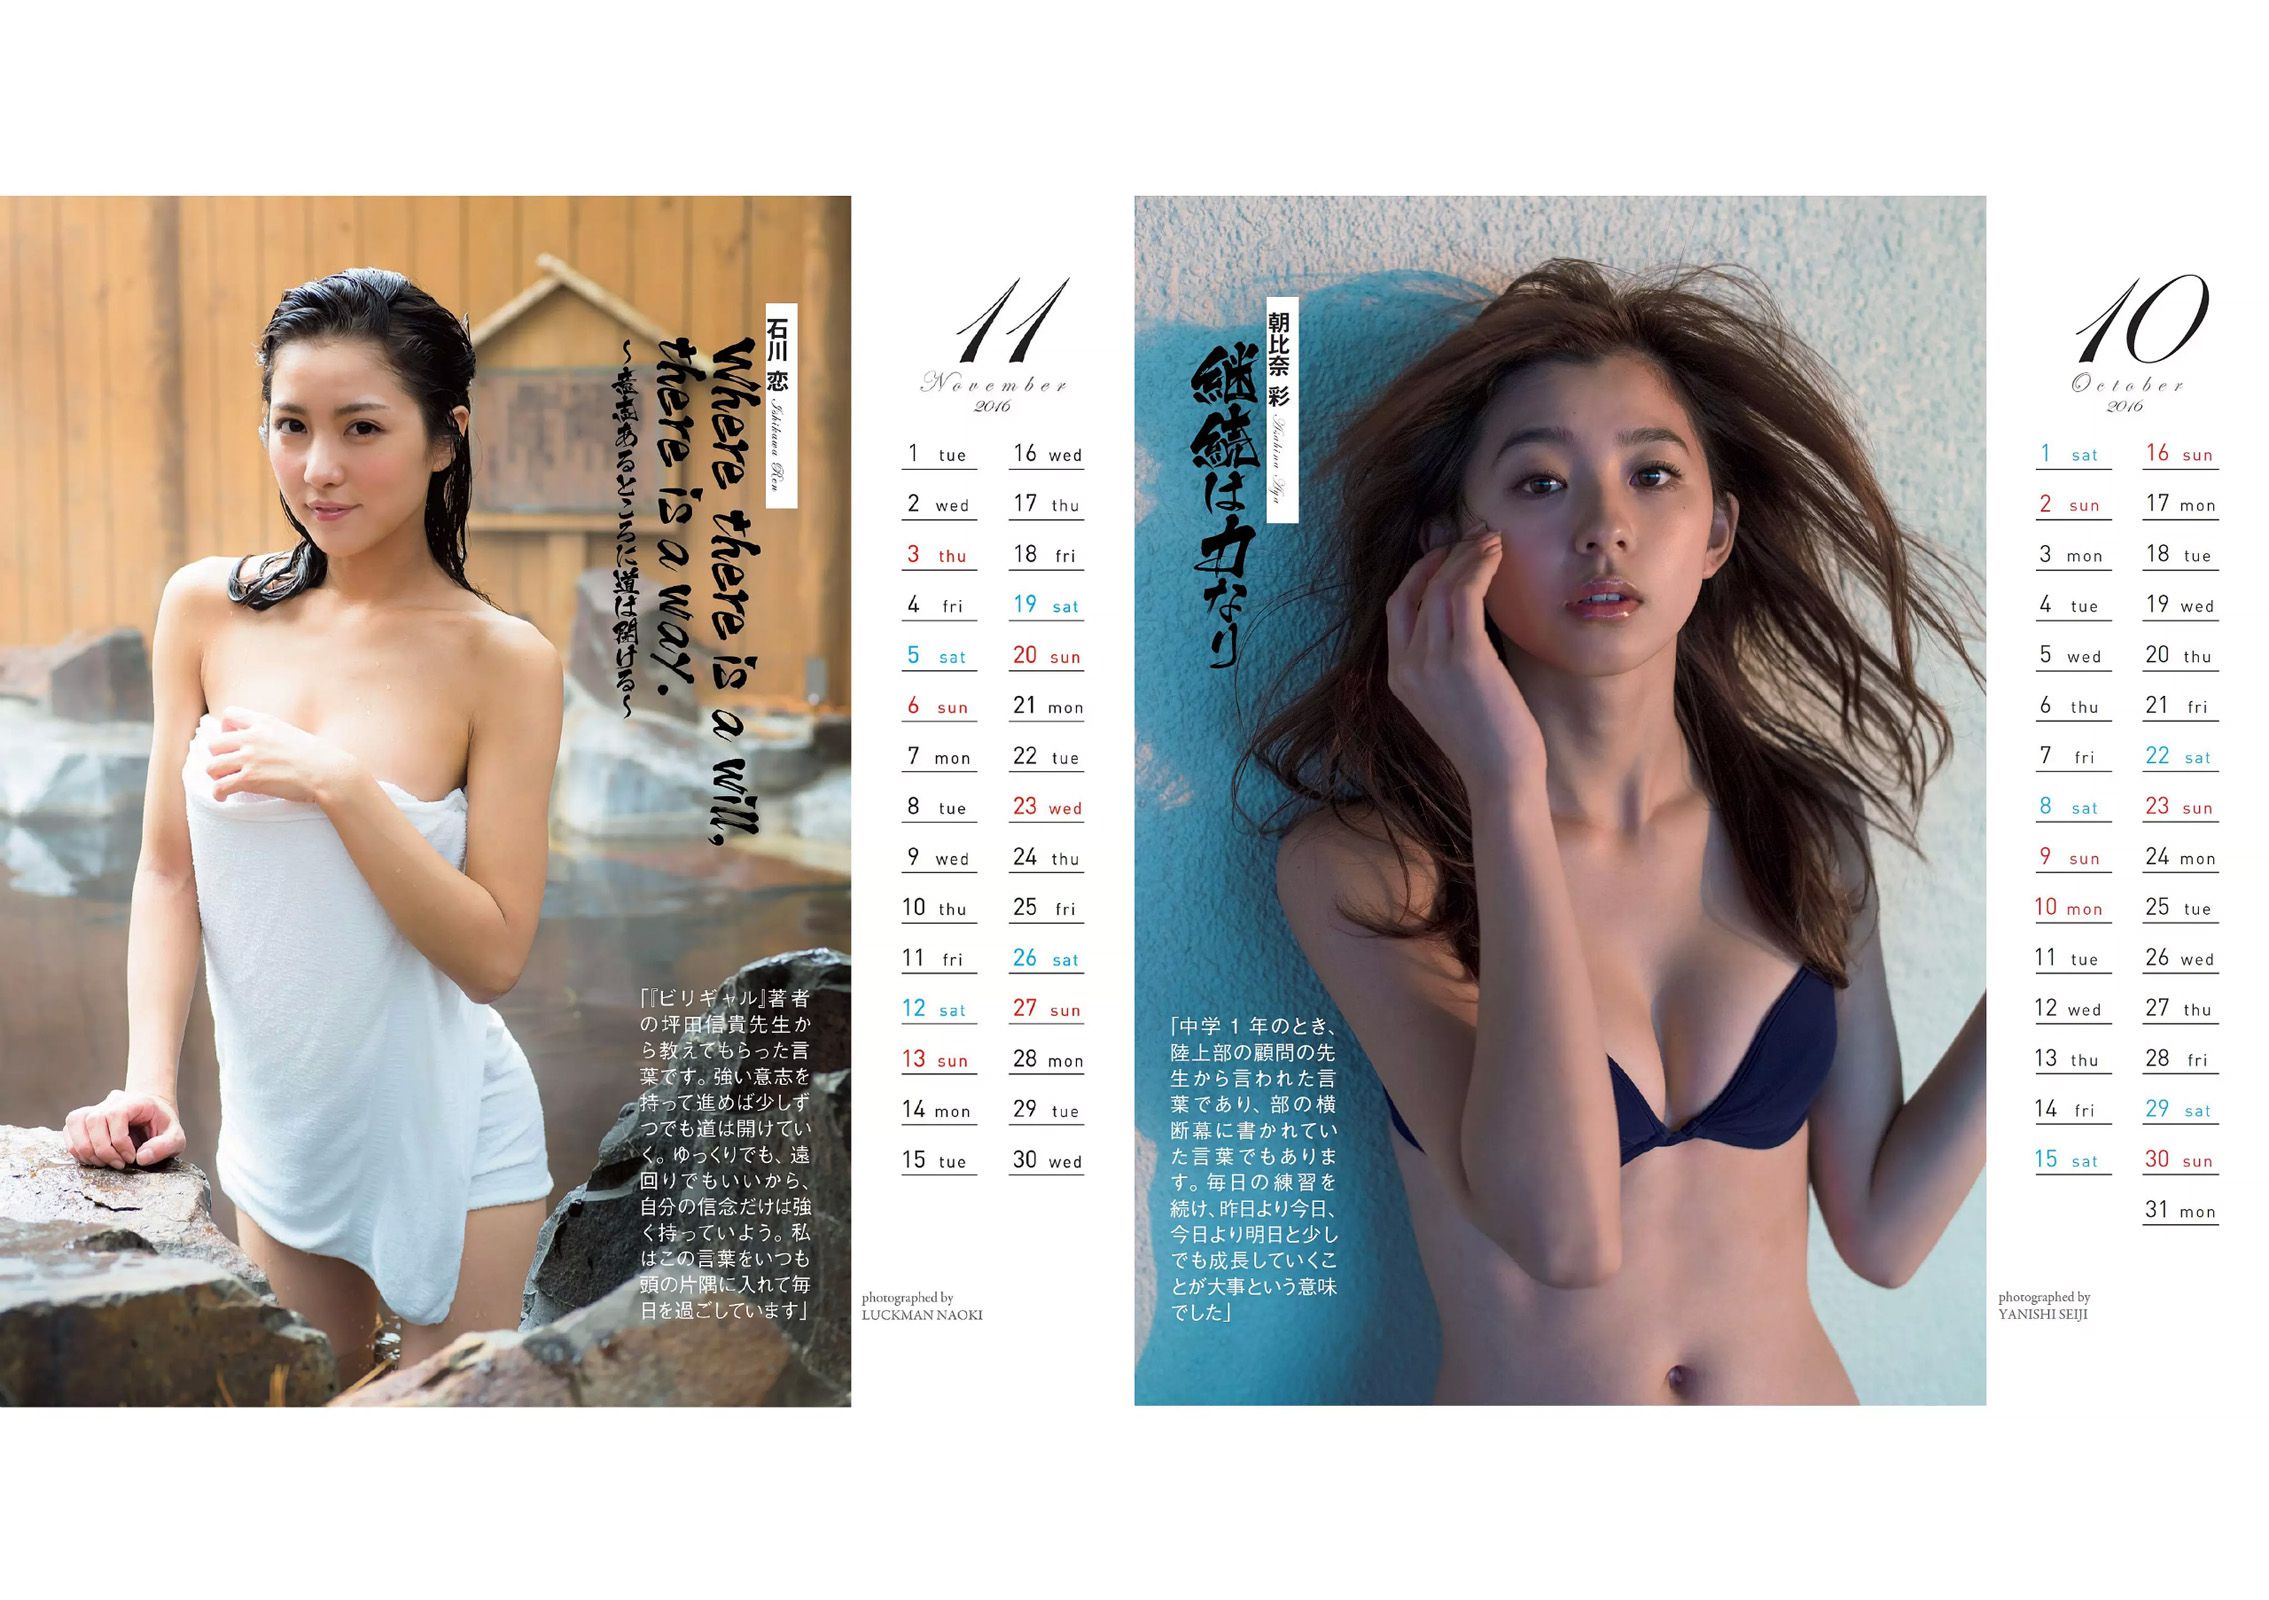 石川 恋 Ishikawa Ren
Where there is a will,
there is a way.
～意志あるところに道は開ける～
「『ビリギャル』著者
の坪田信貴先生か
ら教えてもらった言
葉です。強い意志を
持って進めば少しず
つでも道は開けてい
く。ゆっくりでも、遠
回りでもいいから、
自分の信念だけは強
く持っていよう。私
はこの言葉をいつも
頭の片隅に入れて毎
日を過ごしています」
11
November
2016
1 tue 16 wed
2 wed 17 thu
3 thu 18 fri
4 fri 19 sat
5 sat 20 sun
6 sun 21 mon
7 mon 22 tue
8 tue 23 wed
9 wed 24 thu
10 thu 25 fri
11 fri 26 sat
12 sat 27 sun
13 sun 28 mon
14 mon 29 tue
15 tue 30 wed
photographed by
LUCKMAN NAOKI
朝比奈 彩 Asahina Aya
継続は力なり
「中学1年のとき、
陸上部の顧問の先
生から言われた言
葉であり、部の横
断幕に書かれてい
た言葉でもありま
す。毎日の練習を
続け、昨日より今日、
今日より明日と少し
でも成長していくこ
とが大事という意味
でした」
10
October
2016
1 sat 16 sun
2 sun 17 mon
3 mon 18 tue
4 tue 19 wed
5 wed 20 thu
6 thu 21 fri
7 fri 22 sat
8 sat 23 sun
9 sun 24 mon
10 mon 25 tue
11 tue 26 wed
12 wed 27 thu
13 thu 28 fri
14 fri 29 sat
15 sat 30 sun
31 mon
photographed by
YANISHI SEIJI